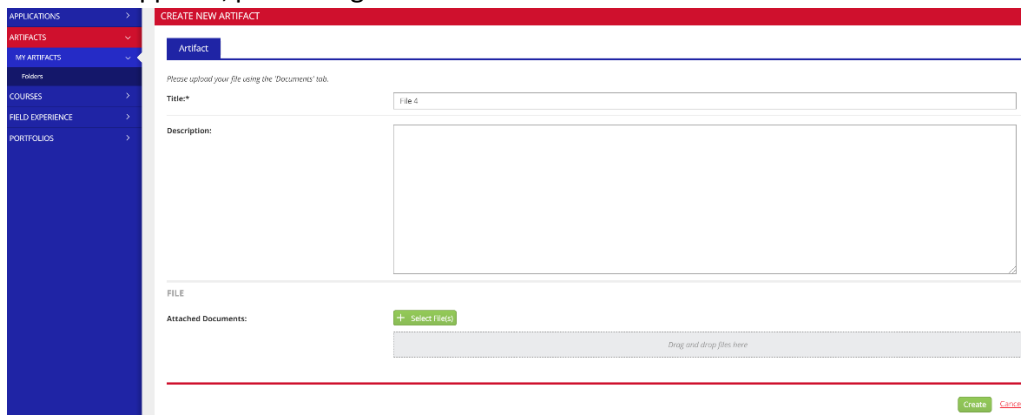 APPLICATIONS
CREATE NEW ARTIFACT
ARTIFACTS
Artifact
MY ARTIFACTS
Folders
Please upload your file using the 'Documents' tab.
COURSES
Title:*
File 4
FIELD EXPERIENCE
Description:
PORTFOLIOS
FILE
Attached Documents:
+ Select File(s)
Drag and drop files here
Create
Cance